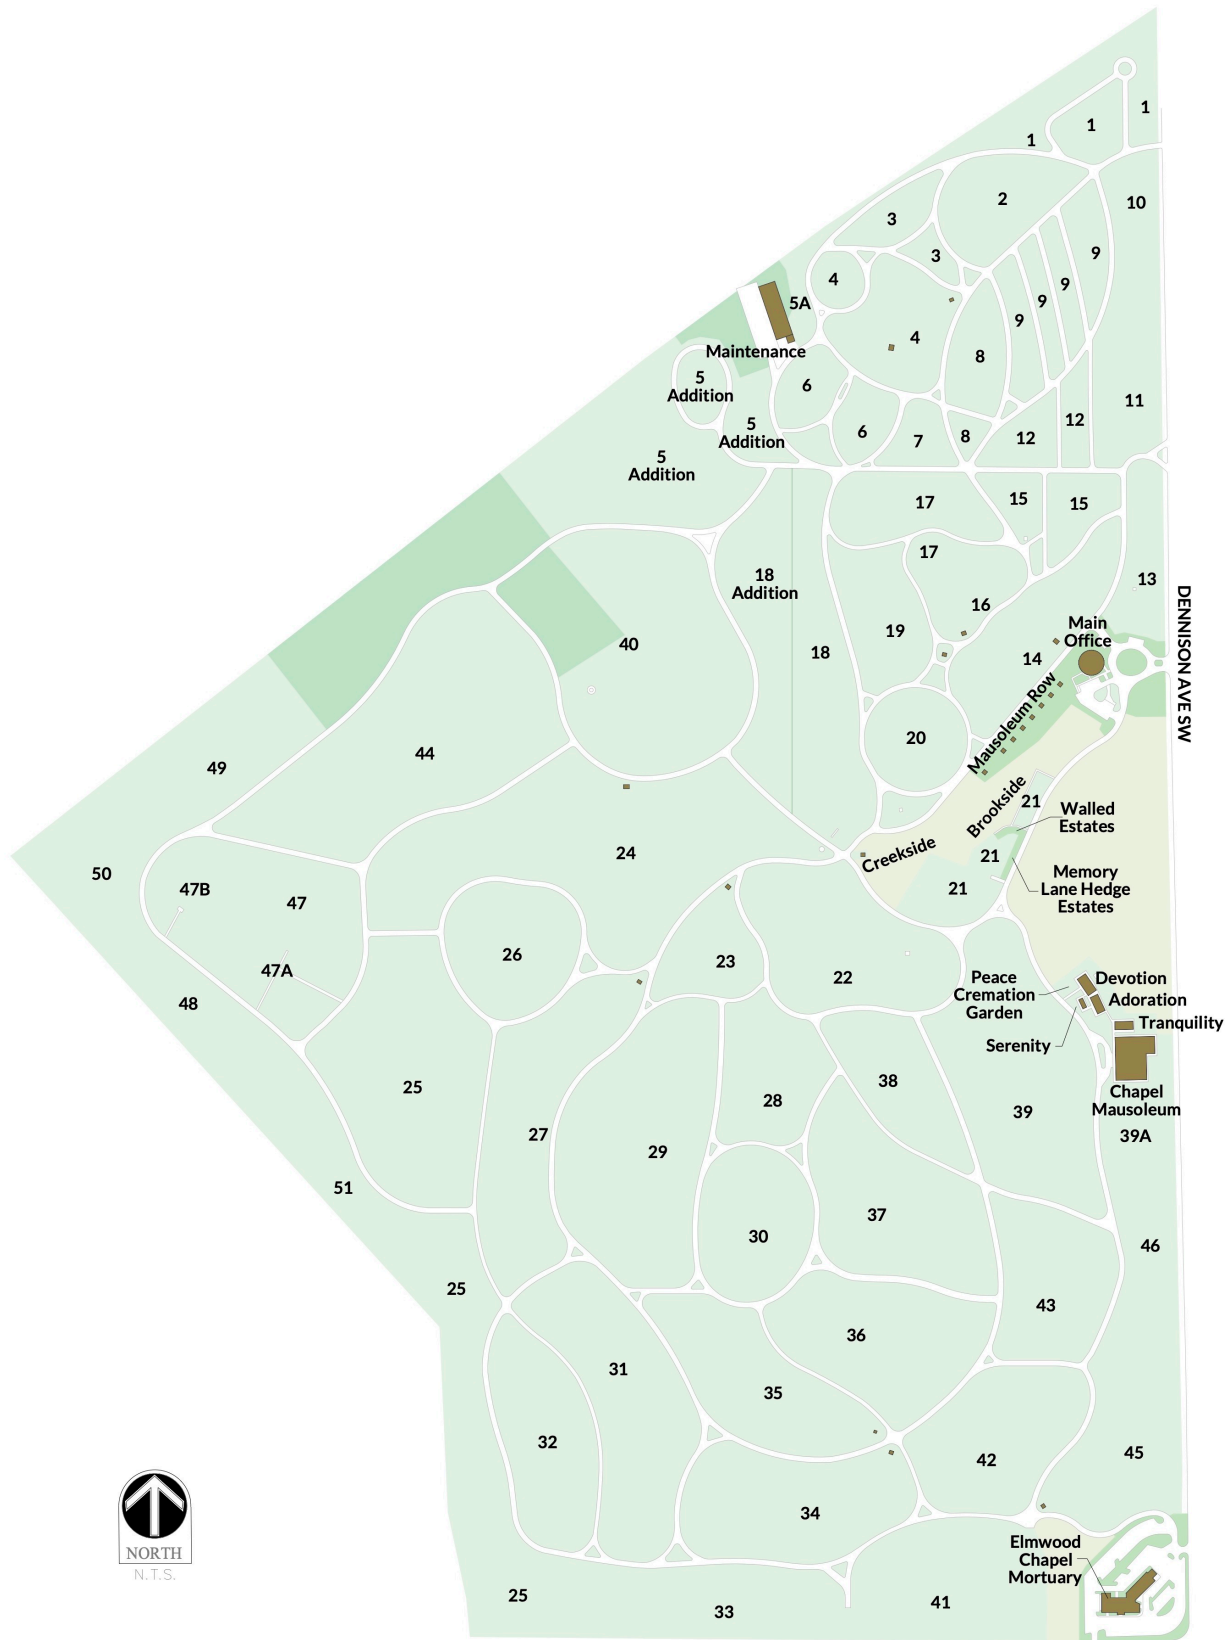 1
1
1
2
10
3
3
9
4
9
5A
9
9
4
Maintenance
8
5
Addition
6
11
12
5
Addition
6
7
8
12
5
Addition
15
17
15
17
18
Addition
13
DENNISON AVE SW
16
Main
Office
19
40
18
14
Mausoleum Row
20
44
49
Brookside
21
Walled
Estates
24
Creekside
21
50
47B
21
Memory
Lane Hedge
Estates
47
26
23
47A
22
Peace
Cremation
Garden
Devotion
Adoration
48
Tranquility
Serenity
38
25
28
Chapel
Mausoleum
39
27
39A
29
51
37
30
46
25
43
36
31
35
32
45
42
34
NORTH
N.T.S.
Elmwood
Chapel
Mortuary
25
41
33